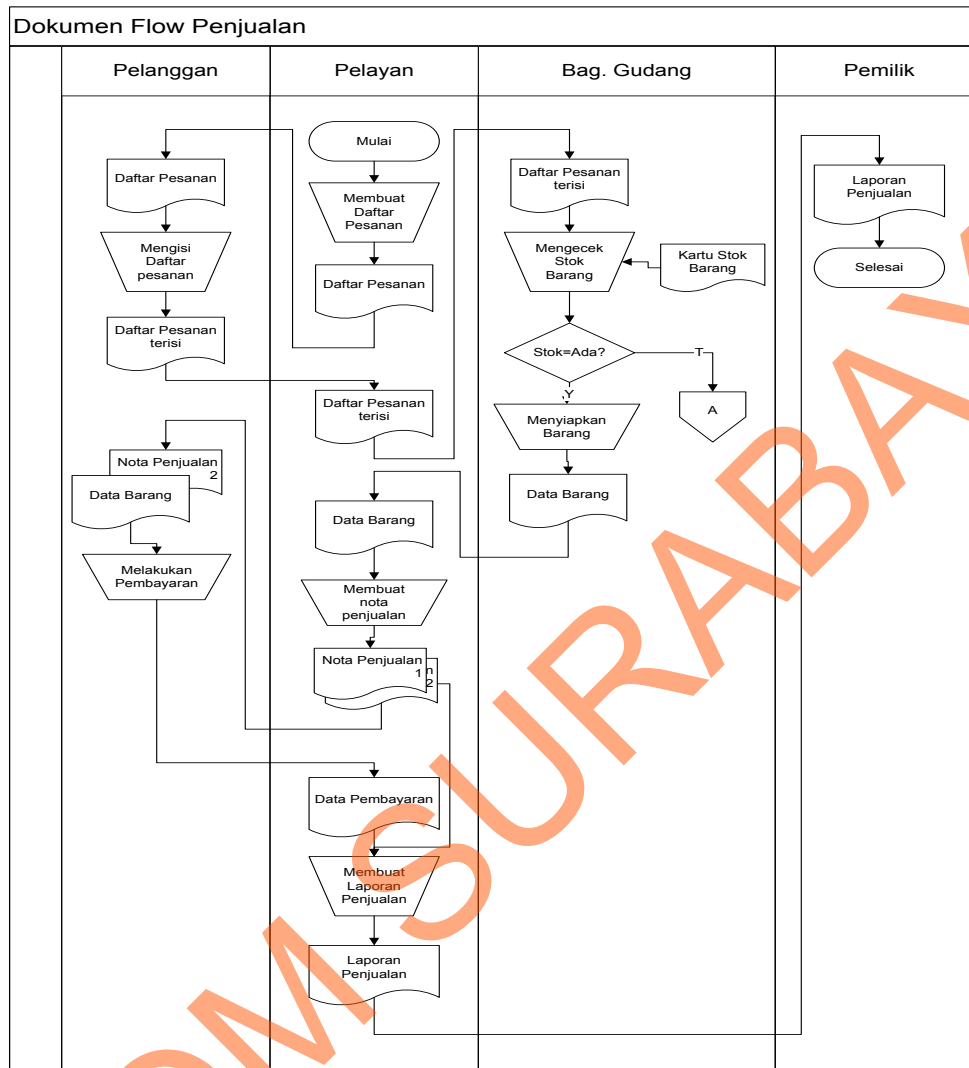 Dokumen Flow Penjualan
Pelanggan
Pelayan
Bag. Gudang
Pemilik
Daftar Pesanan
Mengisi
Daftar
pesanan
Daftar Pesanan
terisi
Nota Penjualan
2
Data Barang
Melakukan
Pembayaran
Mulai
Membuat
Daftar
Pesanan
Daftar Pesanan
Daftar Pesanan
terisi
Data Barang
Membuat
nota
penjualan
Nota Penjualan
1
n
2
Data Pembayaran
Membuat
Laporan
Penjualan
Laporan
Penjualan
Daftar Pesanan
terisi
Mengecek
Stok
Barang
Kartu Stok
Barang
Stok=Ada?
T
Y
A
Menyiapkan
Barang
Data Barang
Laporan
Penjualan
Selesai
OM SURABAY